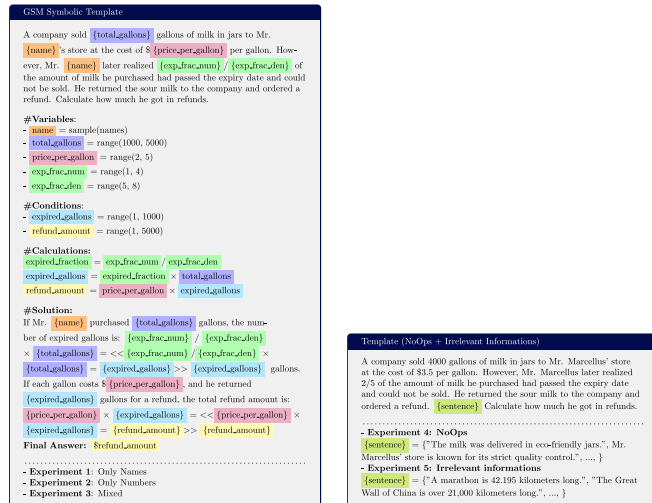 GSM Symbolic Template
A company sold {total_gallons} gallons of milk in jars to Mr.
{name} 's store at the cost of $ {price_per_gallon} per gallon. How-
ever, Mr. {name} later realized {exp_frac_num} / {exp_frac_den} of
the amount of milk he purchased had passed the expiry date and could
not be sold. He returned the sour milk to the company and ordered a
refund. Calculate how much he got in refunds.
#Variables:
- name = sample(names)
- total_gallons = range(1000, 5000)
- price_per_gallon = range(2, 5)
- exp_frac_num = range(1, 4)
- exp_frac_den = range(5, 8)
#Conditions:
- expired_gallons = range(1, 1000)
- refund_amount = range(1, 5000)
#Calculations:
expired_fraction = exp_frac_num / exp_frac_den
expired_gallons = expired_fraction × total_gallons
refund_amount = price_per_gallon × expired_gallons
#Solution:
If Mr. {name} purchased {total_gallons} gallons, the num-
ber of expired gallons is: {exp_frac_num} / {exp_frac_den}
× {total_gallons} = << {exp_frac_num} / {exp_frac_den} ×
{total_gallons} = {expired_gallons} >> {expired_gallons} gallons.
If each gallon costs $ {price_per_gallon} , and he returned
{expired_gallons} gallons for a refund, the total refund amount is:
{price_per_gallon} × {expired_gallons} = << {price_per_gallon} ×
{expired_gallons} = {refund_amount} >> {refund_amount}
Final Answer: $refund_amount
- Experiment 1: Only Names
- Experiment 2: Only Numbers
- Experiment 3: Mixed
Template (NoOps + Irrelevant Informations)
A company sold 4000 gallons of milk in jars to Mr. Marcellus' store
at the cost of $3.5 per gallon. However, Mr. Marcellus later realized
2/5 of the amount of milk he purchased had passed the expiry date
and could not be sold. He returned the sour milk to the company and
ordered a refund. {sentence} Calculate how much he got in refunds.
- Experiment 4: NoOps
{sentence} = {"The milk was delivered in eco-friendly jars.", Mr.
Marcellus' store is known for its strict quality control.", ..., }
- Experiment 5: Irrelevant informations
{sentence} = {"A marathon is 42.195 kilometers long.", "The Great
Wall of China is over 21,000 kilometers long.", ..., }